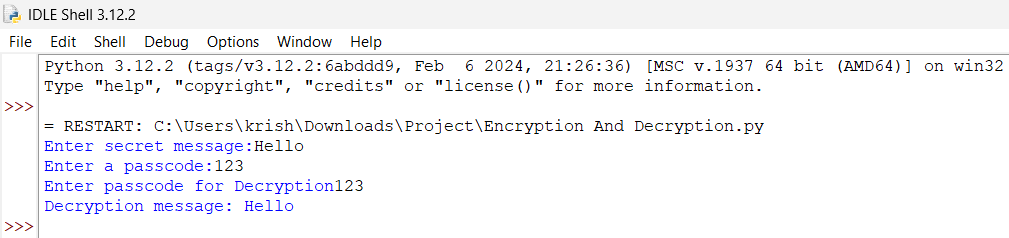 IDLE Shell 3.12.2
File Edit Shell Debug Options Window Help
Python 3.12.2 (tags/v3.12.2:6abddd9, Feb  6 2024, 21:26:36) [MSC v.1937 64 bit (AMD64)] on win32
Type "help", "copyright", "credits" or "license()" for more information.
>>>
= RESTART: C:\Users\krish\Downloads\Project\Encryption And Decryption.py
Enter secret message:Hello
Enter a passcode:123
Enter passcode for Decryption123
Decryption message: Hello
>>>